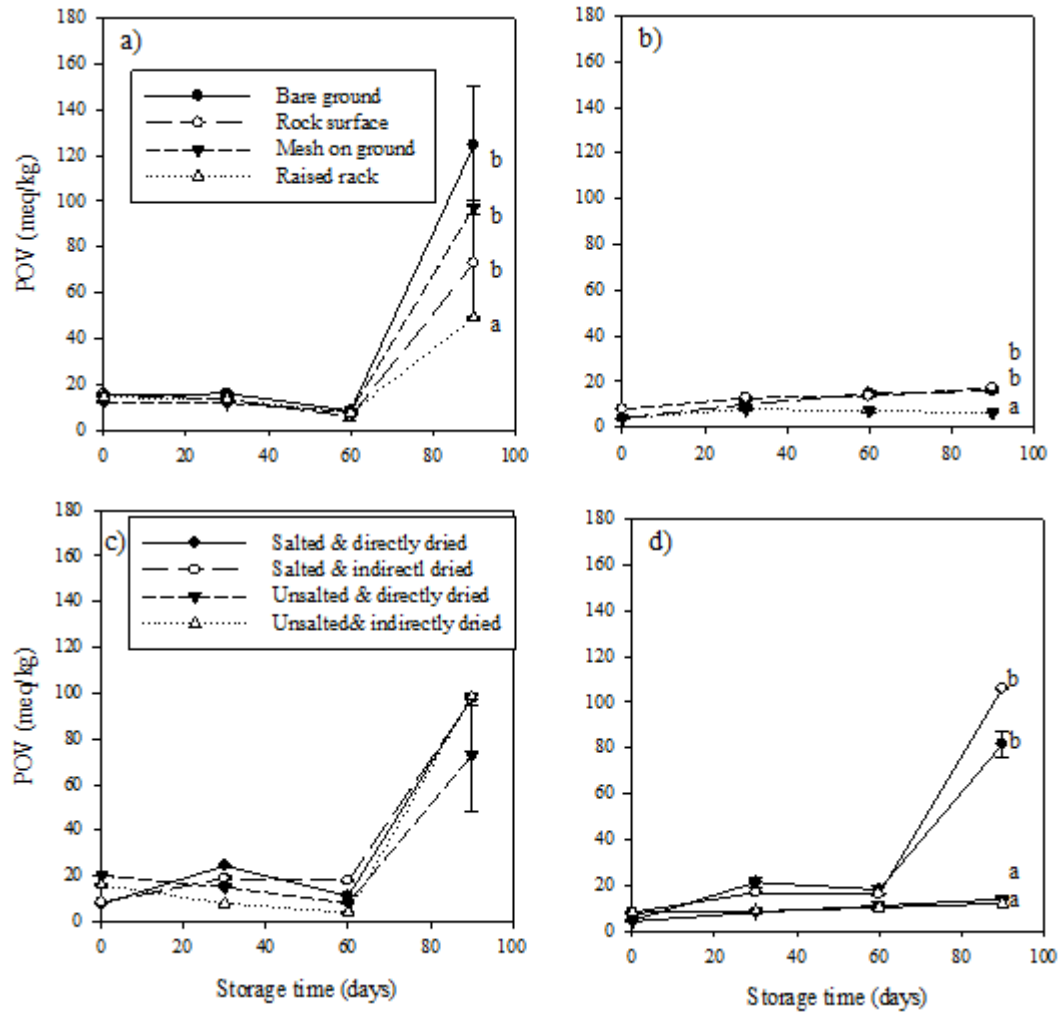 a)
Bare ground
Rock surface
Mesh on ground
Raised rack
180
160
140
120
100
80
60
40
20
0
POV (meq/kg)
b
b
b
a
0 20 40 60 80 100
b)
180
160
140
120
100
80
60
40
20
0
b
b
a
0 20 40 60 80 100
c)
Salted & directly dried
Salted & indirectl dried
Unsalted & directly dried
Unsalted& indirectly dried
180
160
140
120
100
80
60
40
20
0
POV (meq/kg)
0 20 40 60 80 100
Storage time (days)
d)
180
160
140
120
100
80
60
40
20
0
b
b
a
a
0 20 40 60 80 100
Storage time (days)